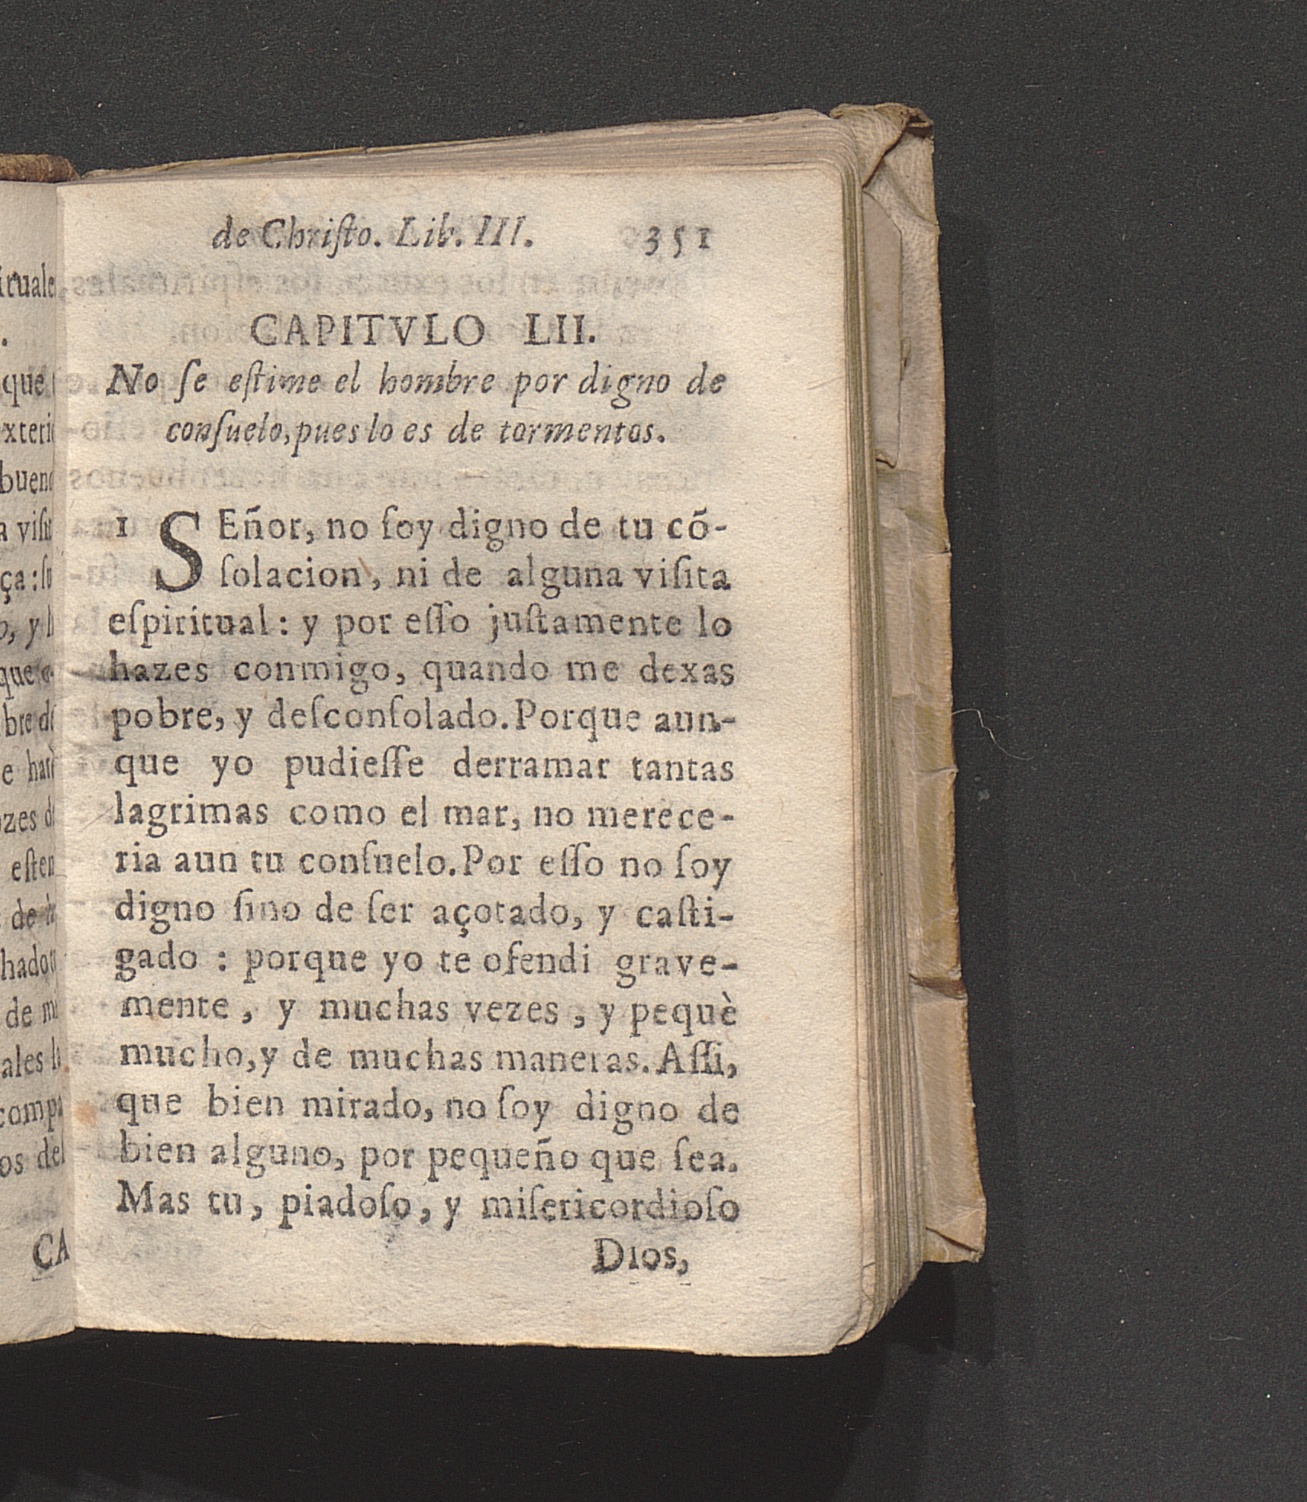 de Chriſto. Lib. III. 351
CAPITVLO LII.
No ſe eſtime el hombre por digno de
conſuelo, pues lo es de tormentos.
1 SEñor, no ſoy digno de tu cõ-
ſolacion, ni de alguna viſita
eſpiritual: y por eſſo juſtamente lo
hazes conmigo, quando me dexas
pobre, y deſconſolado. Porque aun-
que yo pudieſſe derramar tantas
lagrimas como el mar, no merece-
ria aun tu conſuelo. Por eſſo no ſoy
digno ſino de ſer açotado, y caſti-
gado : porque yo te ofendi grave-
mente, y muchas vezes, y pequè
mucho, y de muchas maneras. Aſſi,
que bien mirado, no ſoy digno de
bien alguno, por pequeño que ſea.
Mas tu, piadoſo, y miſericordioſo
Dios,